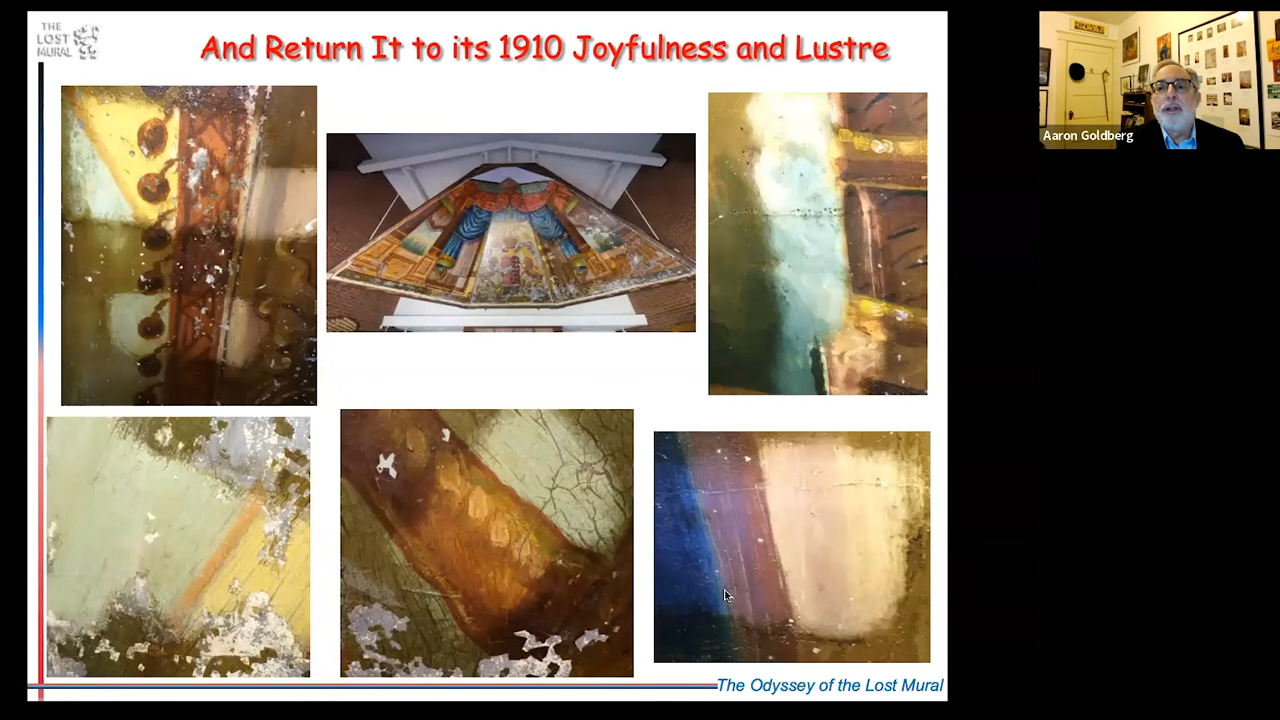 THE
LOST
MURAL
And Return It to its 1910 Joyfulness and Lustre
Aaron Goldberg
The Odyssey of the Lost Mural